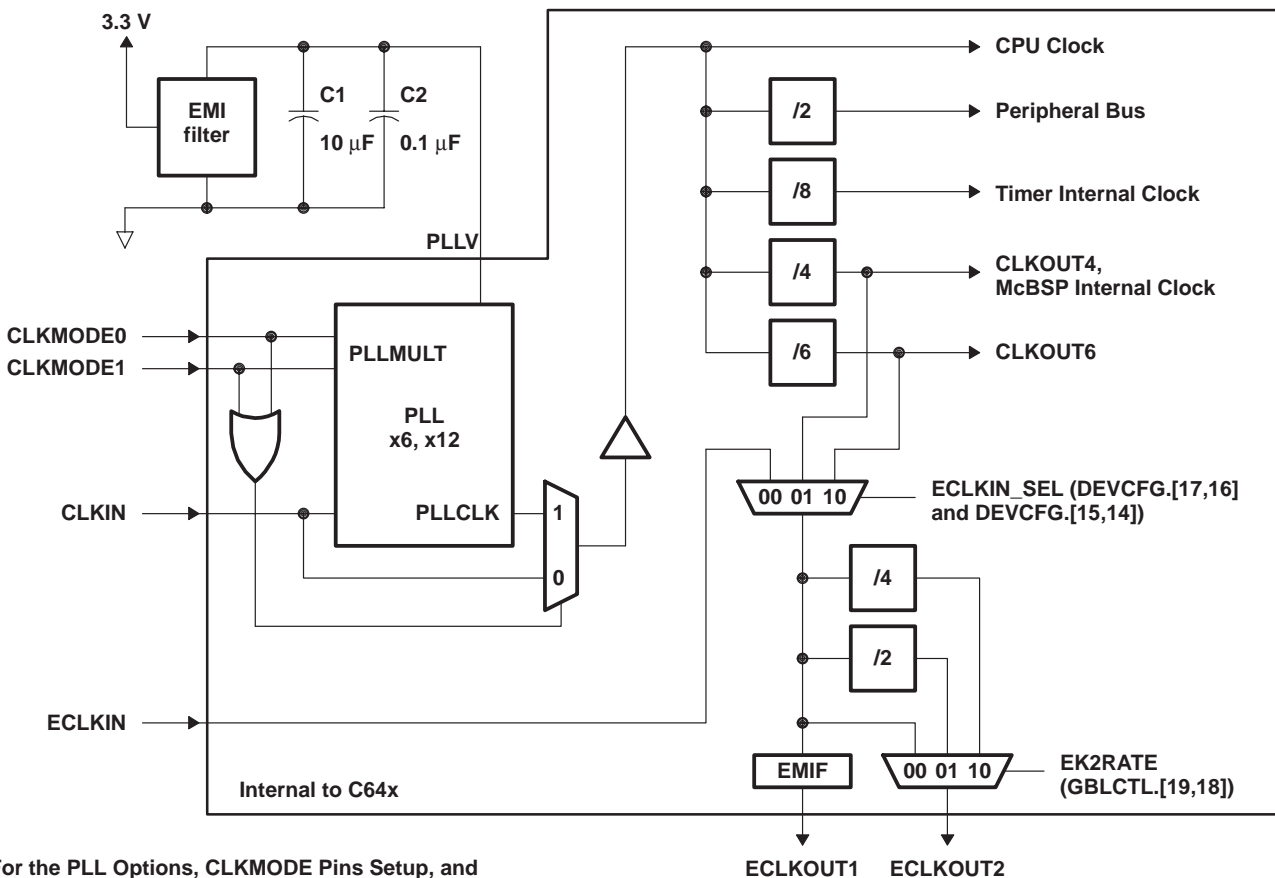 3.3 V
CPU Clock
EMI
filter
C1
C2
10 μF
0.1 μF
/2
Peripheral Bus
/8
Timer Internal Clock
PLLV
/4
CLKOUT4,
McBSP Internal Clock
CLKMODE0
PLLMULT
/6
CLKOUT6
CLKMODE1
PLL
x6, x12
00 01 10
ECLKIN_SEL (DEVCFG.[17,16]
and DEVCFG.[15,14])
CLKIN
PLLCLK
1
0
/4
/2
ECLKIN
EMIF
00 01 10
EK2RATE
(GBLCTL.[19,18])
Internal to C64x
For the PLL Options, CLKMODE Pins Setup, and
ECLKOUT1
ECLKOUT2